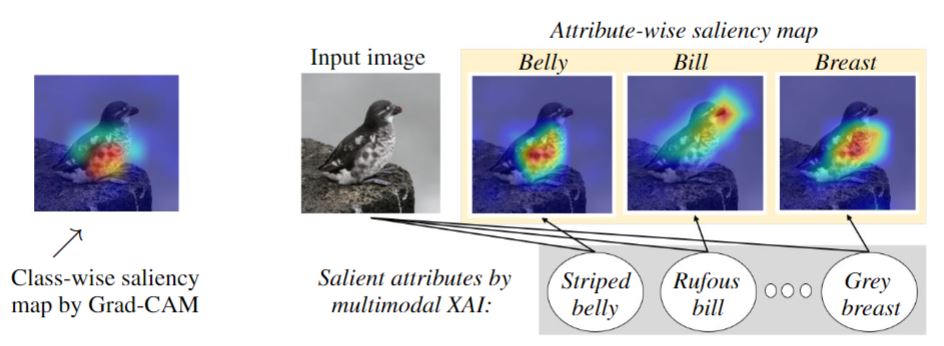 Attribute-wise saliency map
Input image
Belly
Bill
Breast
Class-wise saliency
map by Grad-CAM
Salient attributes by
multimodal XAI:
Striped
belly
Rufous
bill
Grey
breast